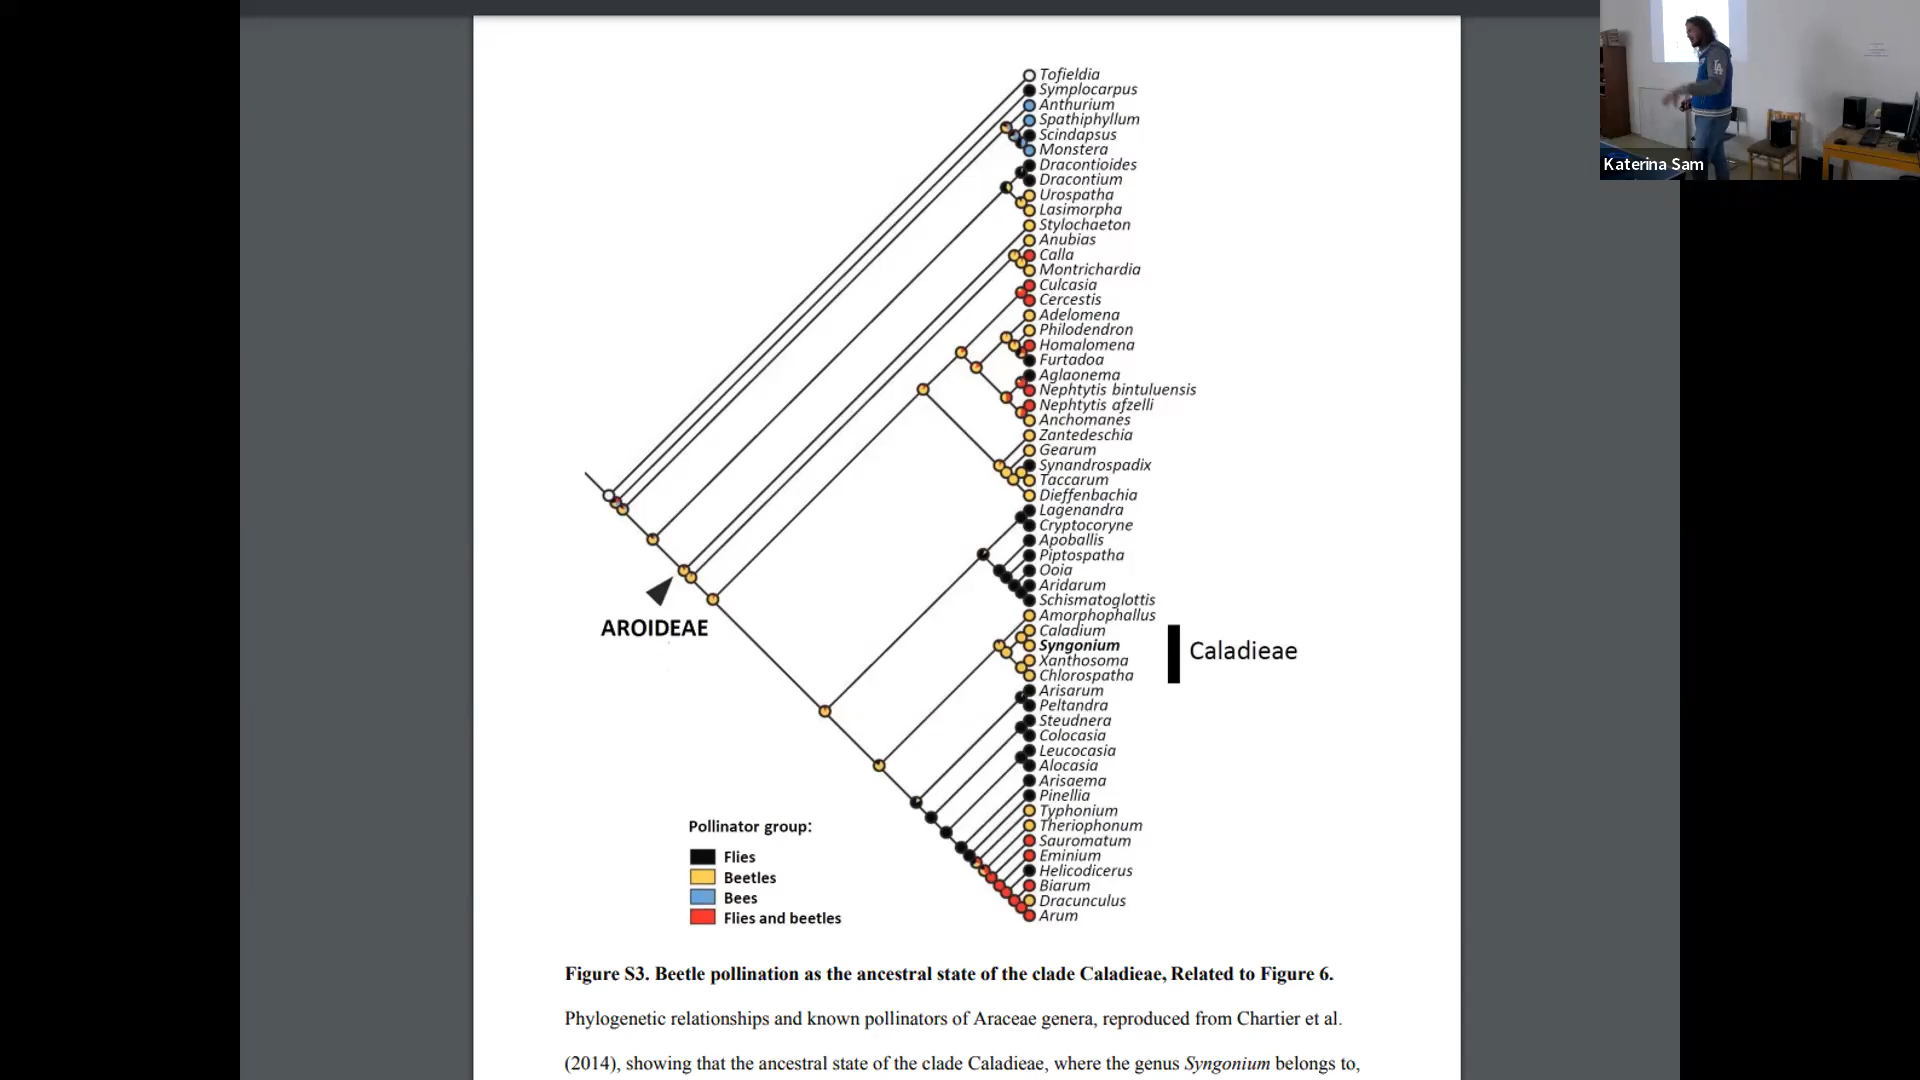 Tofieldia
Symplocarpus
Anthurium
Spathiphyllum
Scindapsus
Monstera
Dracontioides
Dracontium
Urospatha
Lasimorpha
Stylochaeton
Anubias
Calla
Montrichardia
Culcasia
Cercestis
Adelomena
Philodendron
Homalomena
Furtadoa
Aglaonema
Nephtytis bintuluensis
Nephtytis afzelli
Anchomanes
Zantedeschia
Gearum
Synandrospadix
Taccarum
Dieffenbachia
Lagenandra
Cryptocoryne
Apoballis
Piptospatha
Ooia
Aridarum
Schismatoglottis
Amorphophallus
Caladium
Syngonium
Xanthosoma
Chlorospatha
Arisarum
Peltandra
Steudnera
Colocasia
Leucocasia
Alocasia
Arisaema
Pinellia
Typhonium
Theriophonum
Sauromatum
Eminium
Helicodicerus
Biarum
Dracunculus
Arum
AROIDEAE
Caladieae
Pollinator group:
Flies
Beetles
Bees
Flies and beetles
Figure S3. Beetle pollination as the ancestral state of the clade Caladieae, Related to Figure 6.
Phylogenetic relationships and known pollinators of Araceae genera, reproduced from Chartier et al.
(2014), showing that the ancestral state of the clade Caladieae, where the genus Syngonium belongs to,
Katerina Sam
LA